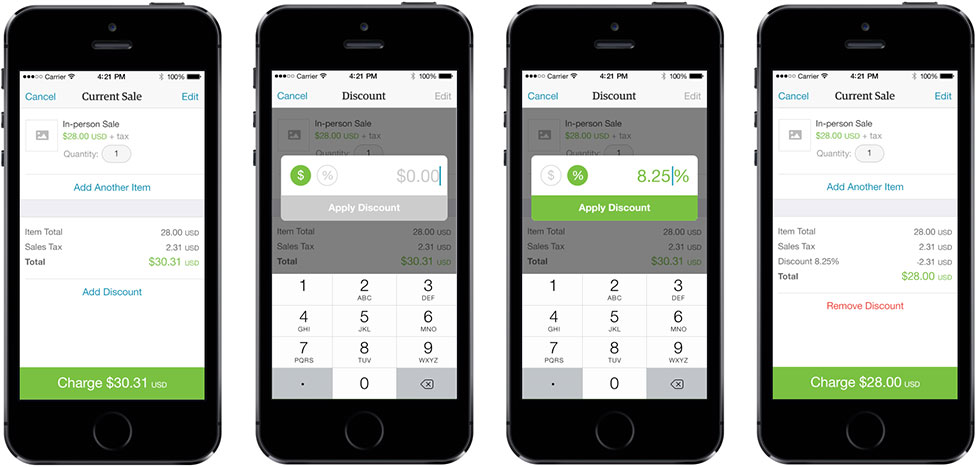 ●●●○○ Carrier 4:21 PM 100%
Cancel Current Sale Edit
In-person Sale
$28.00 USD + tax
Quantity: 1
Add Another Item
Item Total 28.00 USD
Sales Tax 2.31 USD
Total $30.31 USD
Add Discount
Charge $30.31 USD
●●●○○ Carrier 4:21 PM 100%
Cancel Discount Edit
In-person Sale
$28.00 USD + tax
Quantity: 1
$ % $0.00
Apply Discount
Item Total 28.00 USD
Sales Tax 2.31 USD
Total $30.31 USD
1 2 3
ABC DEF
4 5 6
GHI JKL MNO
7 8 9
PQRS TUV WXYZ
. 0
●●●○○ Carrier 4:21 PM 100%
Cancel Discount Edit
In-person Sale
$28.00 USD + tax
Quantity: 1
$ % 8.25%
Apply Discount
Item Total 28.00 USD
Sales Tax 2.31 USD
Total $30.31 USD
1 2 3
ABC DEF
4 5 6
GHI JKL MNO
7 8 9
PQRS TUV WXYZ
. 0
●●●○○ Carrier 4:21 PM 100%
Cancel Current Sale Edit
In-person Sale
$28.00 USD + tax
Quantity: 1
Add Another Item
Item Total 28.00 USD
Sales Tax 2.31 USD
Discount 8.25% -2.31 USD
Total $28.00 USD
Remove Discount
Charge $28.00 USD